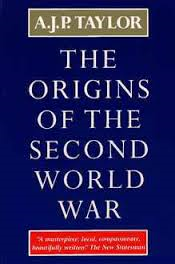 A.J.P. TAYLOR
THE
ORIGINS
OF THE
SECOND
WORLD
WAR
"A masterpiece: lucid, compassionate,
beautifully written" The New Statesman